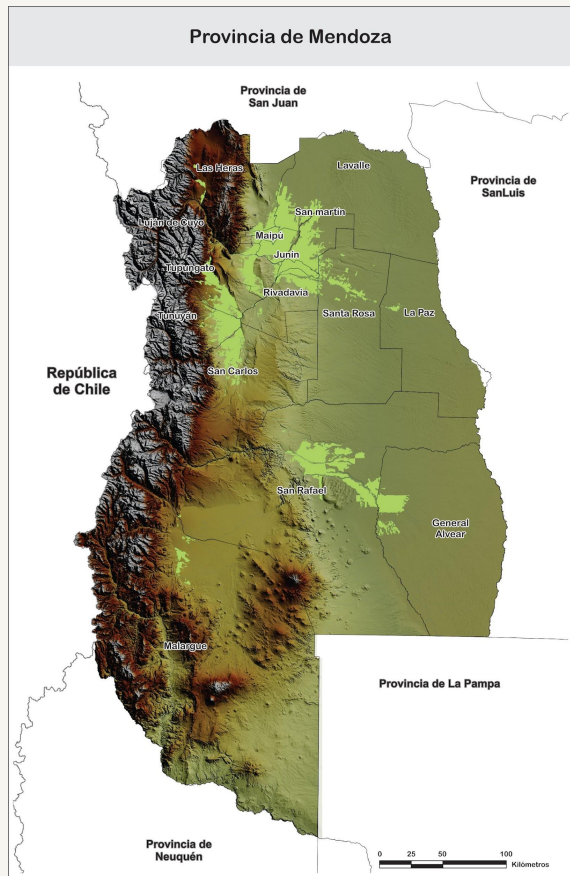 Provincia de Mendoza
Provincia de
San Juan
Las Heras
Lavalle
Provincia de
SanLuis
San martín
Luján de Cuyo
Maipú
Junín
Tupungato
Rivadavia
Tunuyán
Santa Rosa
La Paz
República
de Chile
San Carlos
San Rafael
General
Alvear
Malargue
Provincia de La Pampa
Provincia de
Neuquén
0 25 50 100
Kilómetros